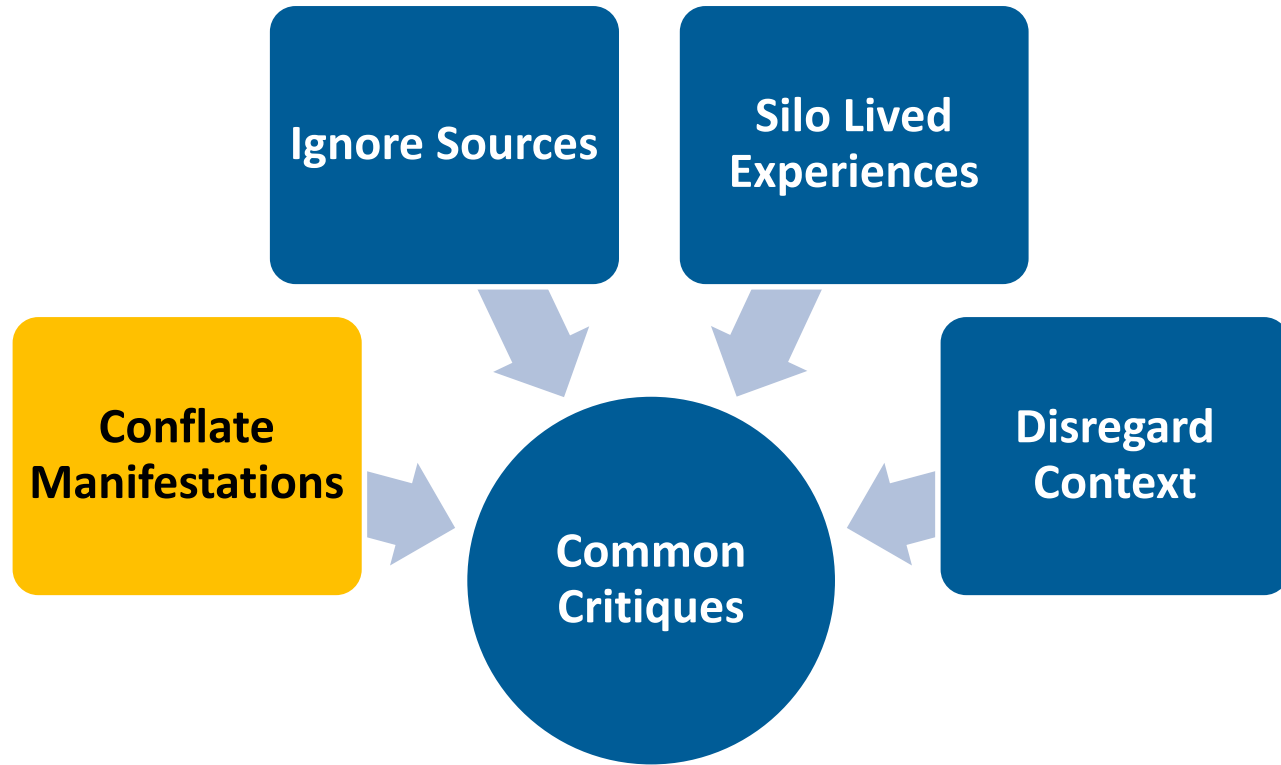 Ignore Sources
Silo Lived
Experiences
Conflate
Manifestations
Disregard
Context
Common
Critiques